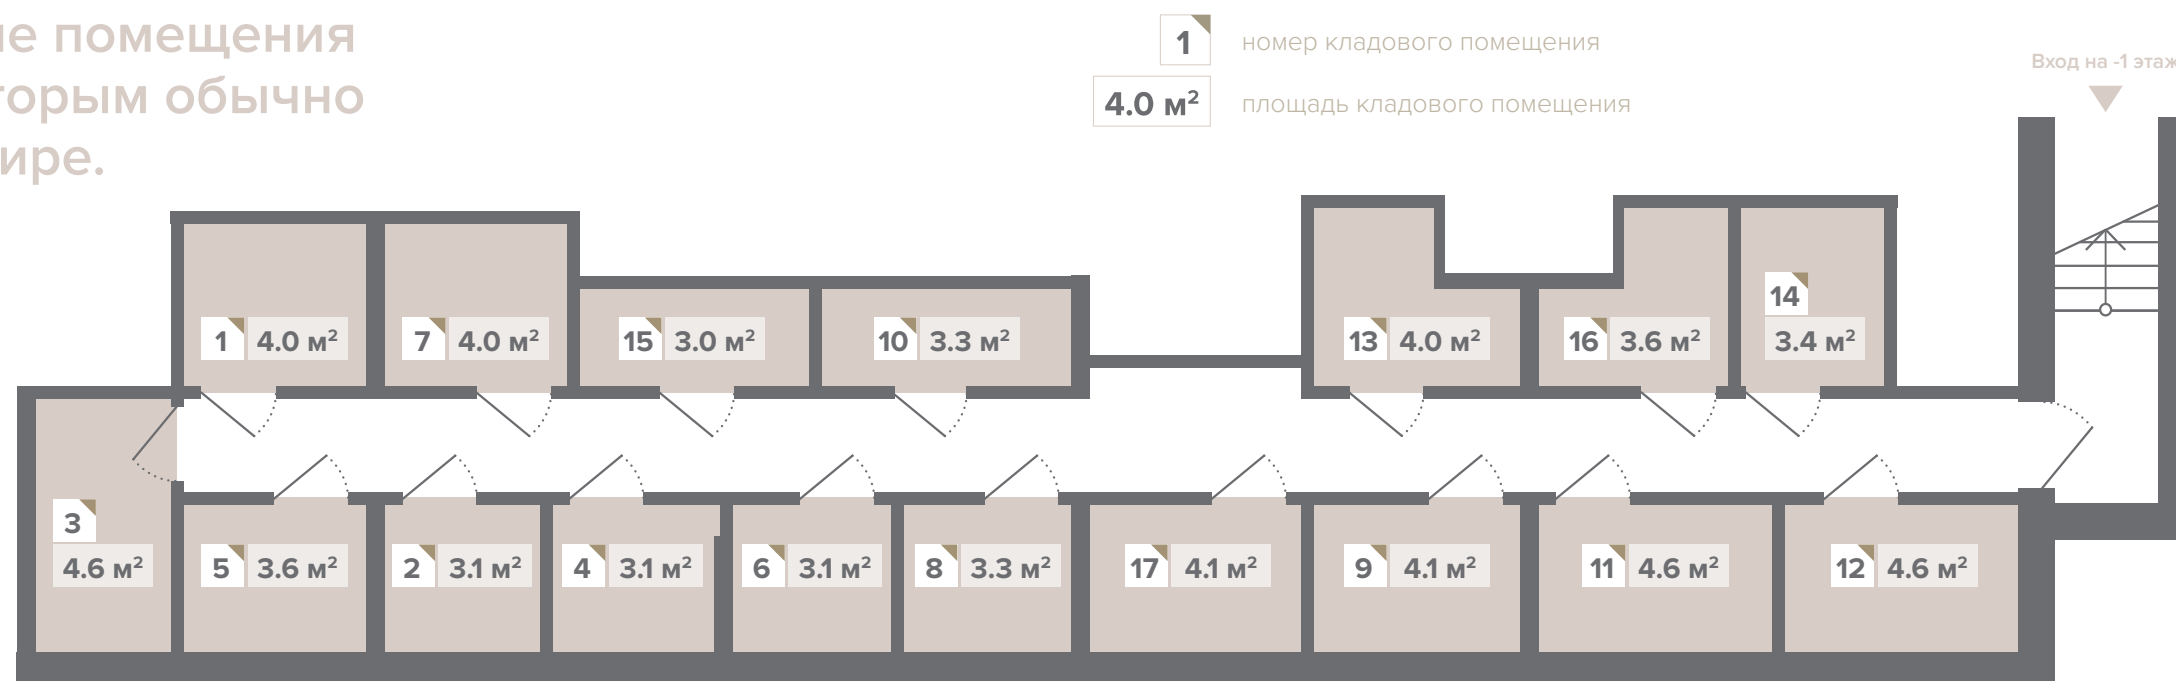 помещения
обычно
1 номер кладового помещения
4.0 м² площадь кладового помещения
Вход на -1 этаж
1 4.0 м²
7 4.0 м²
15 3.0 м²
10 3.3 м²
13 4.0 м²
16 3.6 м²
14
3.4 м²
3
4.6 м²
5 3.6 м²
2 3.1 м²
4 3.1 м²
6 3.1 м²
8 3.3 м²
17 4.1 м²
9 4.1 м²
11 4.6 м²
12 4.6 м²